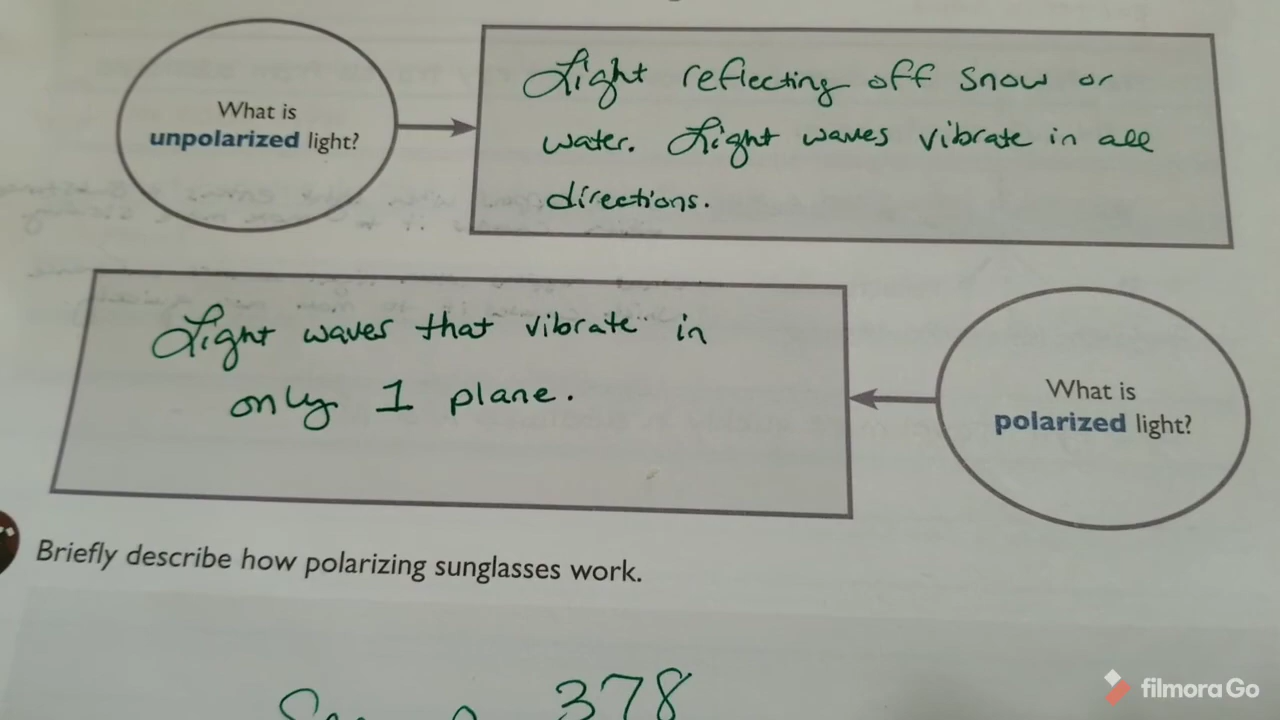 What is
unpolarized light?
Light reflecting off snow or
water. Light waves vibrate in all
directions.
Light waves that vibrate in
only 1 plane.
What is
polarized light?
Briefly describe how polarizing sunglasses work.
378
filmoraGo